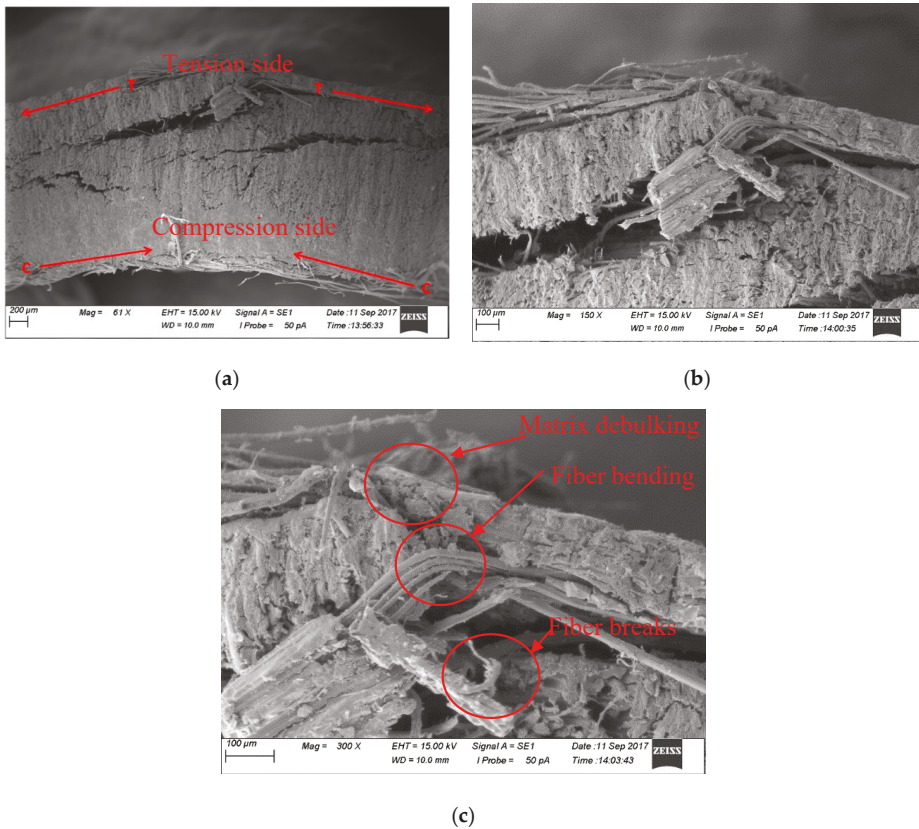 Tension side
T T
Compression side
C C
200 µm Mag = 61 X EHT = 15.00 kV Signal A = SE1 Date :11 Sep 2017 ZEISS
WD = 10.0 mm I Probe = 50 pA Time :13:56:33
(a)
100 µm Mag = 150 X EHT = 15.00 kV Signal A = SE1 Date :11 Sep 2017 ZEISS
WD = 10.0 mm I Probe = 50 pA Time :14:00:35
(b)
Matrix debulking
Fiber bending
Fiber breaks
100 µm Mag = 300 X EHT = 15.00 kV Signal A = SE1 Date :11 Sep 2017 ZEISS
WD = 10.0 mm I Probe = 50 pA Time :14:03:43
(c)